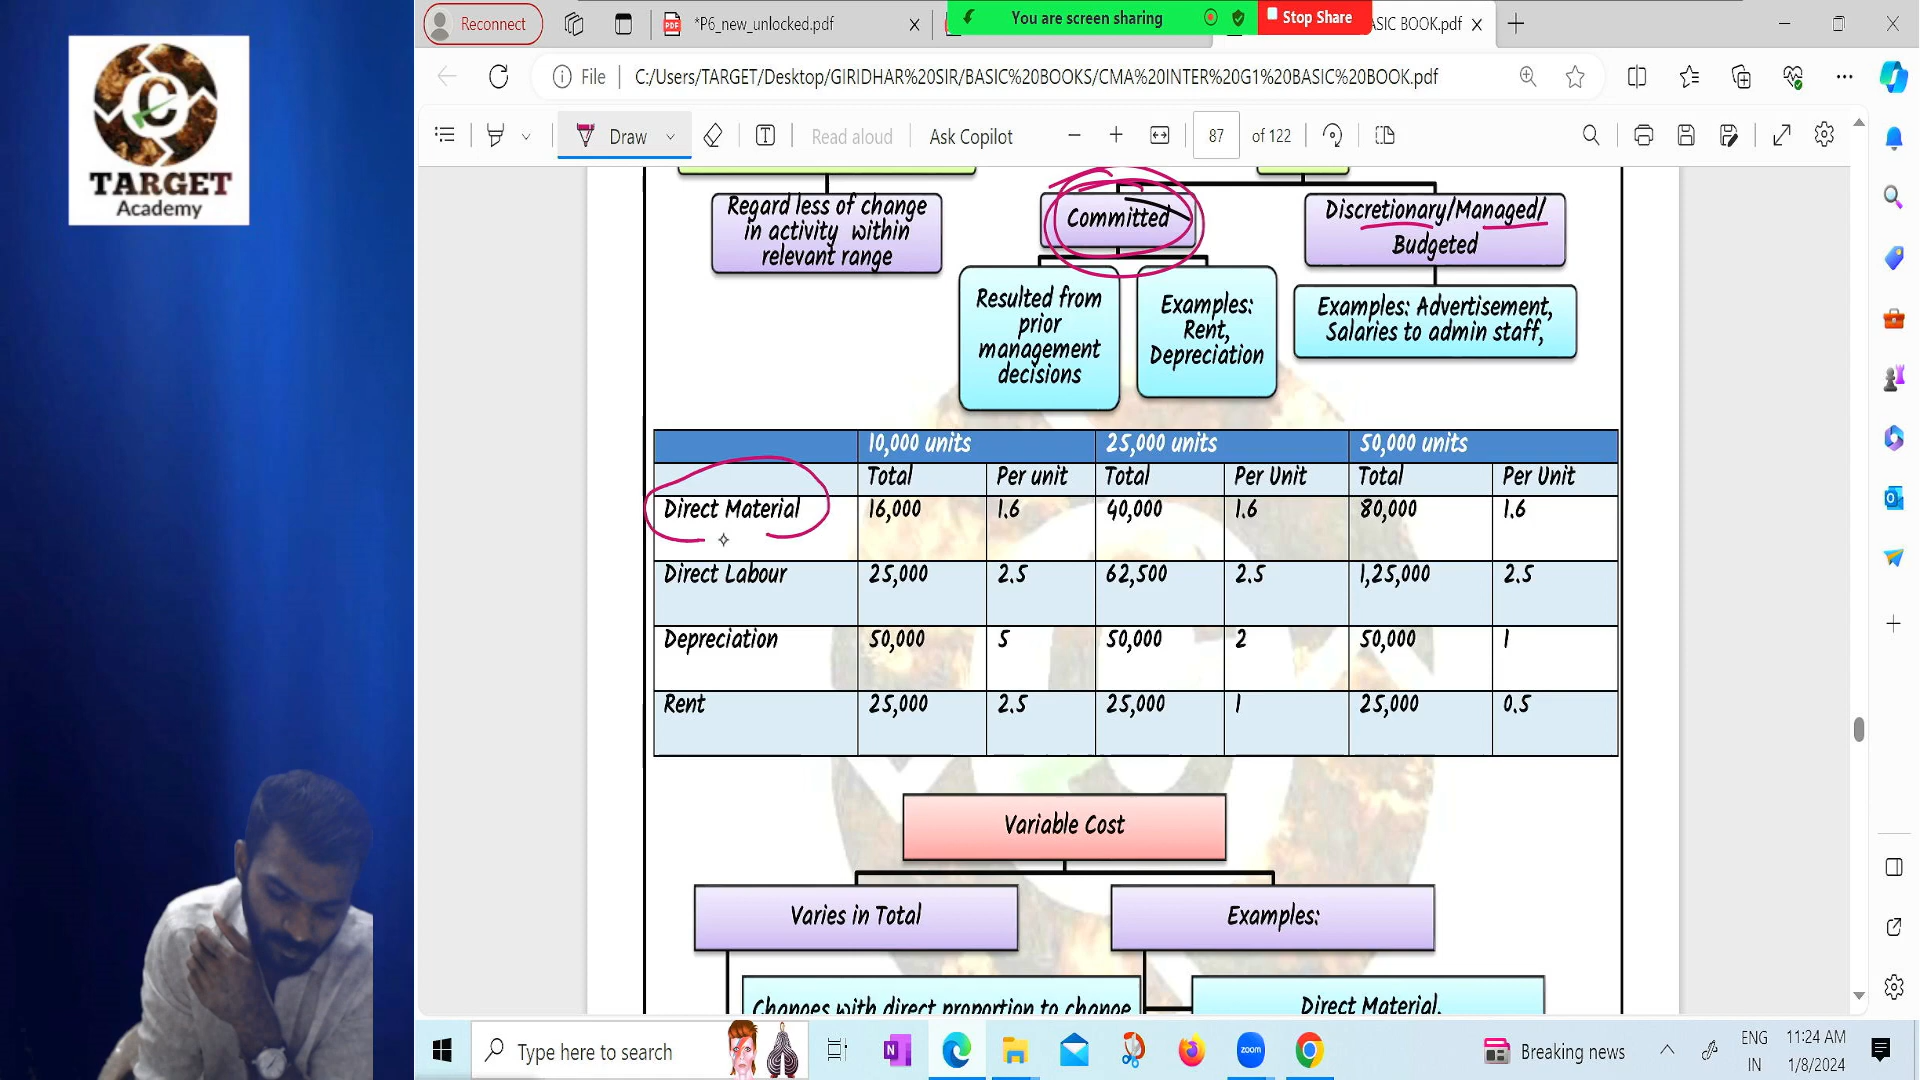 TARGET
Academy
Reconnect
*P6_new_unlocked.pdf
You are screen sharing
Stop Share
ASIC BOOK.pdf
File
C:/Users/TARGET/Desktop/GIRIDHAR%20SIR/BASIC%20BOOKS/CMA%20INTER%20G1%20BASIC%20BOOK.pdf
Draw
Read aloud
Ask Copilot
87
of 122
Regard less of change
in activity within
relevant range
Committed
Discretionary/Managed/
Budgeted
Resulted from
prior
management
decisions
Examples:
Rent,
Depreciation
Examples: Advertisement,
Salaries to admin staff,
10,000 units 25,000 units 50,000 units
Total Per unit Total Per Unit Total Per Unit
Direct Material 16,000 1.6 40,000 1.6 80,000 1.6
Direct Labour 25,000 2.5 62,500 2.5 1,25,000 2.5
Depreciation 50,000 5 50,000 2 50,000 1
Rent 25,000 2.5 25,000 1 25,000 0.5
Variable Cost
Varies in Total
Examples:
Changes with direct proportion to change
Direct Material,
Type here to search
zoom
Breaking news
ENG
IN
11:24 AM
1/8/2024